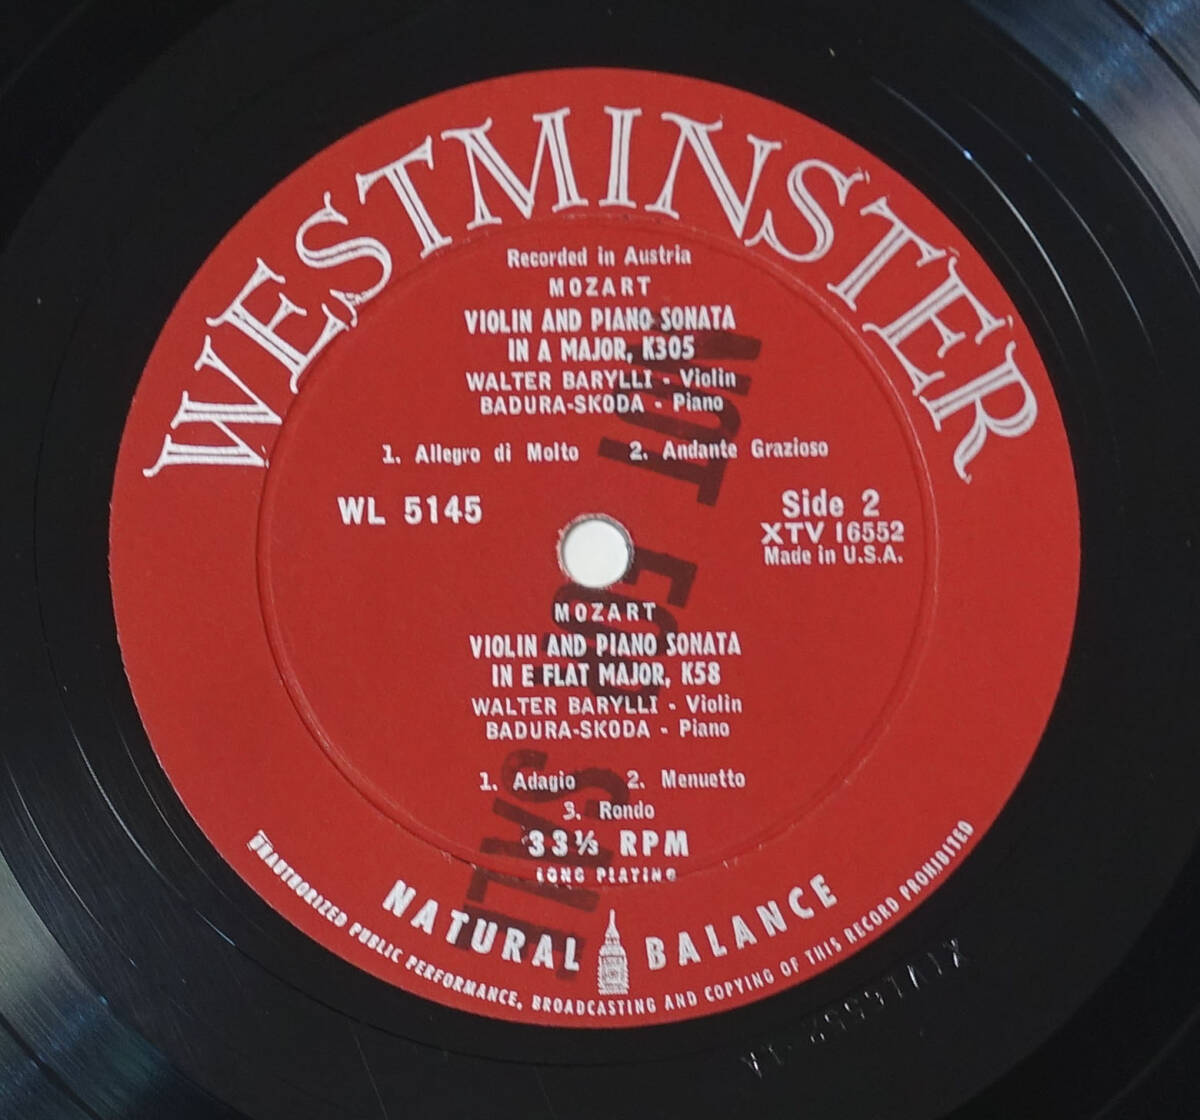 WESTMINSTER
Recorded in Austria
MOZART
VIOLIN AND PIANO SONATA
IN A MAJOR, K305
WALTER BARYLLI - Violin
BADURA-SKODA - Piano
1. Allegro di Molto 2. Andante Grazioso
WL 5145
Side 2
XTV 16552
Made in U.S.A.
MOZART
VIOLIN AND PIANO SONATA
IN E FLAT MAJOR, K58
WALTER BARYLLI - Violin
BADURA-SKODA - Piano
1. Adagio 2. Menuetto
3. Rondo
33⅓ RPM
LONG PLAYING
NATURAL BALANCE
UNAUTHORIZED PUBLIC PERFORMANCE, BROADCASTING AND COPYING OF THIS RECORD PROHIBITED
NOT FOR SALE
XTV16552-1A